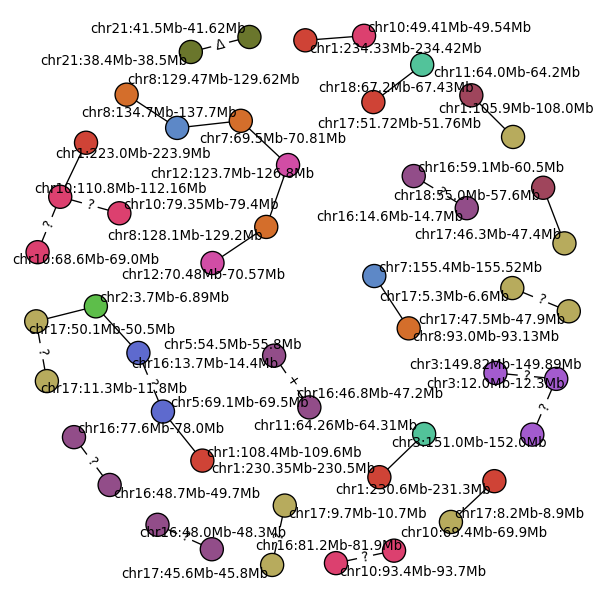 chr21:41.5Mb-41.62Mb
chr10:49.41Mb-49.54Mb
Δ
chr1:234.33Mb-234.42Mb
chr21:38.4Mb-38.5Mb
chr11:64.0Mb-64.2Mb
chr8:129.47Mb-129.62Mb
chr18:67.2Mb-67.43Mb
chr1:105.9Mb-108.0Mb
chr8:134.7Mb-137.7Mb
chr17:51.72Mb-51.76Mb
chr7:69.5Mb-70.81Mb
chr1:223.0Mb-223.9Mb
chr16:59.1Mb-60.5Mb
chr12:123.7Mb-126.8Mb
chr10:110.8Mb-112.16Mb
?
chr18:55.0Mb-57.6Mb
? chr10:79.35Mb-79.4Mb
chr16:14.6Mb-14.7Mb
?
chr8:128.1Mb-129.2Mb
chr17:46.3Mb-47.4Mb
chr10:68.6Mb-69.0Mb
chr7:155.4Mb-155.52Mb
chr12:70.48Mb-70.57Mb
chr2:3.7Mb-6.89Mb
chr17:5.3Mb-6.6Mb
?
chr17:47.5Mb-47.9Mb
chr17:50.1Mb-50.5Mb
chr8:93.0Mb-93.13Mb
chr5:54.5Mb-55.8Mb
?
chr16:13.7Mb-14.4Mb
chr3:149.82Mb-149.89Mb
?
chr3:12.0Mb-12.3Mb
+
?
chr17:11.3Mb-11.8Mb
chr16:46.8Mb-47.2Mb
chr5:69.1Mb-69.5Mb
?
chr11:64.26Mb-64.31Mb
chr16:77.6Mb-78.0Mb
chr3:151.0Mb-152.0Mb
chr1:108.4Mb-109.6Mb
?
chr1:230.35Mb-230.5Mb
chr1:230.6Mb-231.3Mb
chr16:48.7Mb-49.7Mb
chr17:9.7Mb-10.7Mb
chr17:8.2Mb-8.9Mb
chr16:48.0Mb-48.3Mb
?
chr10:69.4Mb-69.9Mb
?
chr16:81.2Mb-81.9Mb
?
chr17:45.6Mb-45.8Mb
chr10:93.4Mb-93.7Mb